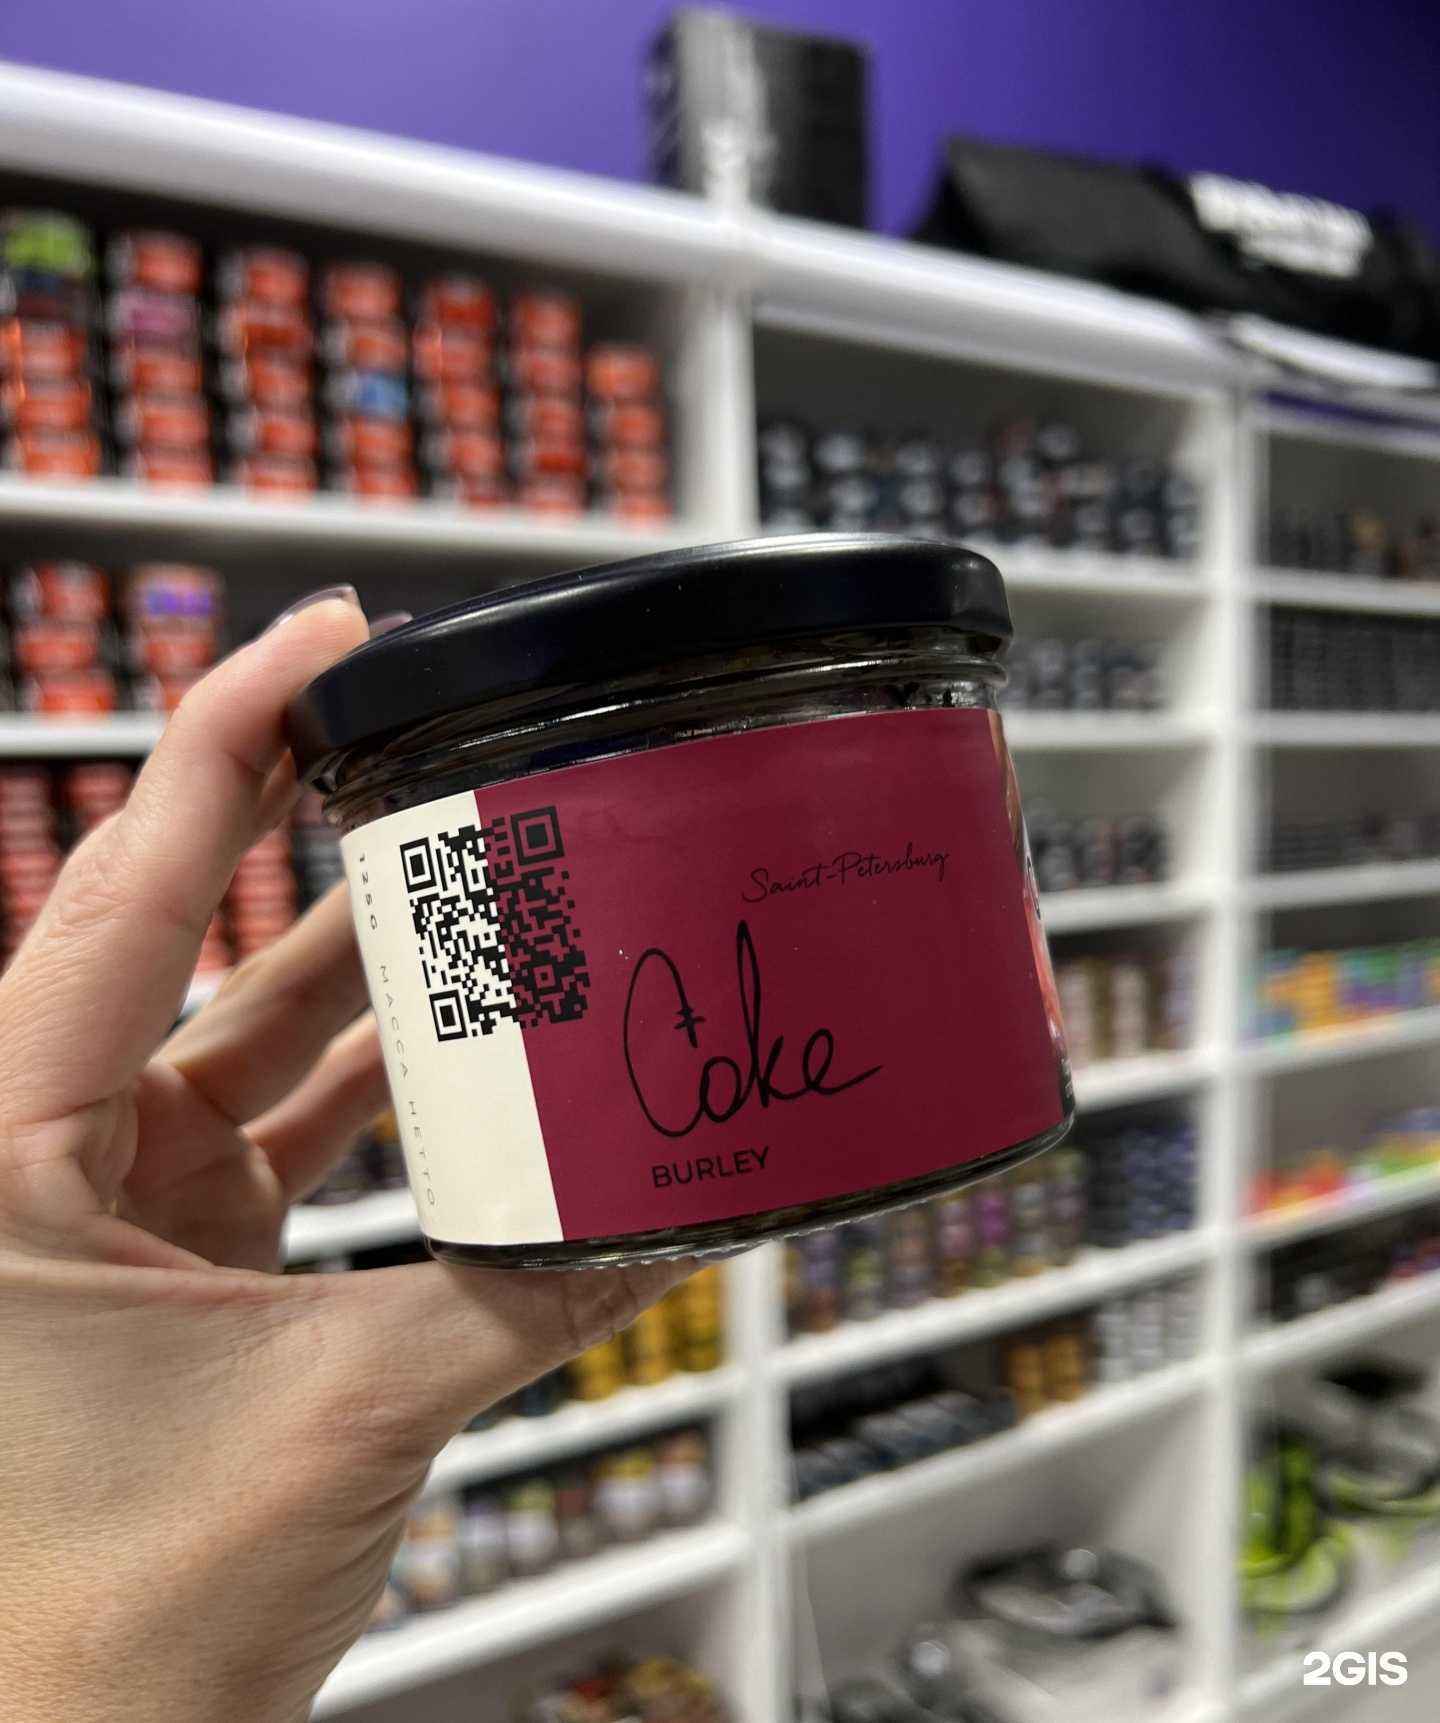 125G МАССА НЕТТО
Saint-Petersburg
Coke
BURLEY
2GIS